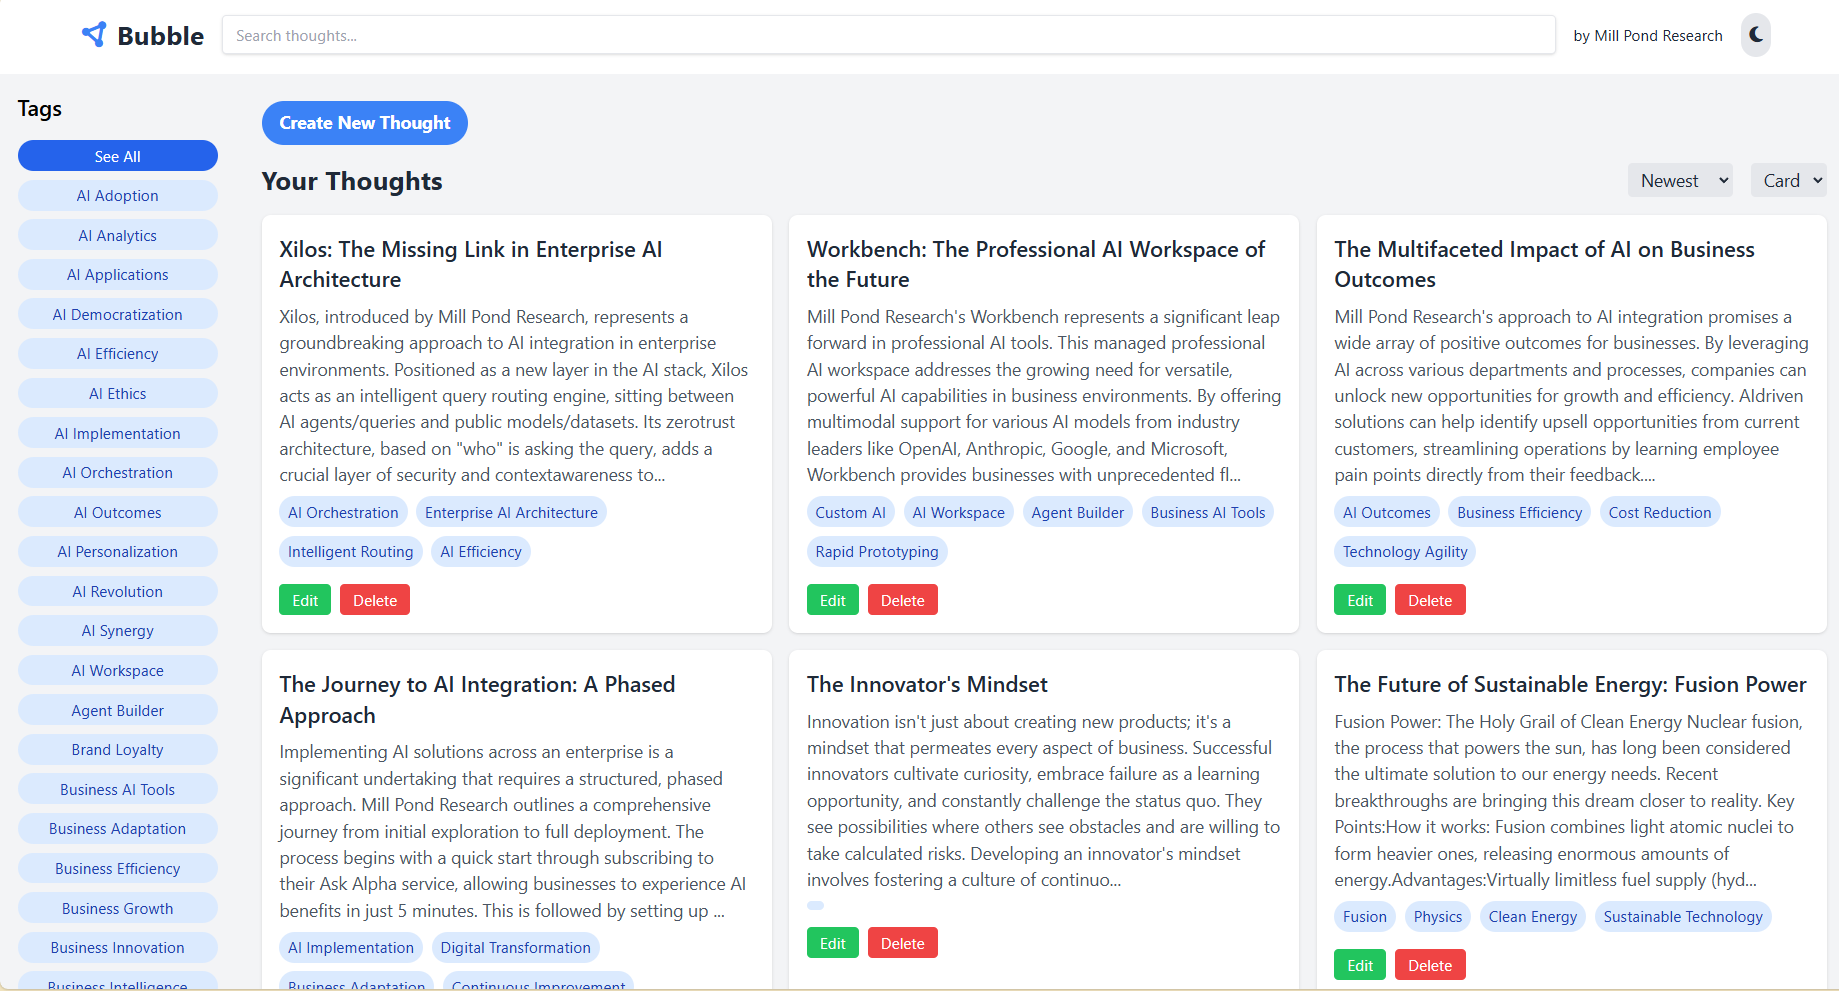 Bubble
Search thoughts...
by Mill Pond Research
Tags
See All
AI Adoption
AI Analytics
AI Applications
AI Democratization
AI Efficiency
AI Ethics
AI Implementation
AI Orchestration
AI Outcomes
AI Personalization
AI Revolution
AI Synergy
AI Workspace
Agent Builder
Brand Loyalty
Business AI Tools
Business Adaptation
Business Efficiency
Business Growth
Business Innovation
Business Intelligence
Create New Thought
Your Thoughts
Newest
Card
Xilos: The Missing Link in Enterprise AI
Architecture
Xilos, introduced by Mill Pond Research, represents a
groundbreaking approach to AI integration in enterprise
environments. Positioned as a new layer in the AI stack, Xilos
acts as an intelligent query routing engine, sitting between
AI agents/queries and public models/datasets. Its zerotrust
architecture, based on "who" is asking the query, adds a
crucial layer of security and contextawareness to...
AI Orchestration
Enterprise AI Architecture
Intelligent Routing
AI Efficiency
Edit
Delete
Workbench: The Professional AI Workspace of
the Future
Mill Pond Research's Workbench represents a significant leap
forward in professional AI tools. This managed professional
AI workspace addresses the growing need for versatile,
powerful AI capabilities in business environments. By offering
multimodal support for various AI models from industry
leaders like OpenAI, Anthropic, Google, and Microsoft,
Workbench provides businesses with unprecedented fl...
Custom AI
AI Workspace
Agent Builder
Business AI Tools
Rapid Prototyping
Edit
Delete
The Multifaceted Impact of AI on Business
Outcomes
Mill Pond Research's approach to AI integration promises a
wide array of positive outcomes for businesses. By leveraging
AI across various departments and processes, companies can
unlock new opportunities for growth and efficiency. AIdriven
solutions can help identify upsell opportunities from current
customers, streamlining operations by learning employee
pain points directly from their feedback....
AI Outcomes
Business Efficiency
Cost Reduction
Technology Agility
Edit
Delete
The Journey to AI Integration: A Phased
Approach
Implementing AI solutions across an enterprise is a
significant undertaking that requires a structured, phased
approach. Mill Pond Research outlines a comprehensive
journey from initial exploration to full deployment. The
process begins with a quick start through subscribing to
their Ask Alpha service, allowing businesses to experience AI
benefits in just 5 minutes. This is followed by setting up ...
AI Implementation
Digital Transformation
Business Adaptation
Continuous Improvement
The Innovator's Mindset
Innovation isn't just about creating new products; it's a
mindset that permeates every aspect of business. Successful
innovators cultivate curiosity, embrace failure as a learning
opportunity, and constantly challenge the status quo. They
see possibilities where others see obstacles and are willing to
take calculated risks. Developing an innovator's mindset
involves fostering a culture of continuo...
Edit
Delete
The Future of Sustainable Energy: Fusion Power
Fusion Power: The Holy Grail of Clean Energy Nuclear fusion,
the process that powers the sun, has long been considered
the ultimate solution to our energy needs. Recent
breakthroughs are bringing this dream closer to reality. Key
Points:How it works: Fusion combines light atomic nuclei to
form heavier ones, releasing enormous amounts of
energy.Advantages:Virtually limitless fuel supply (hyd...
Fusion
Physics
Clean Energy
Sustainable Technology
Edit
Delete